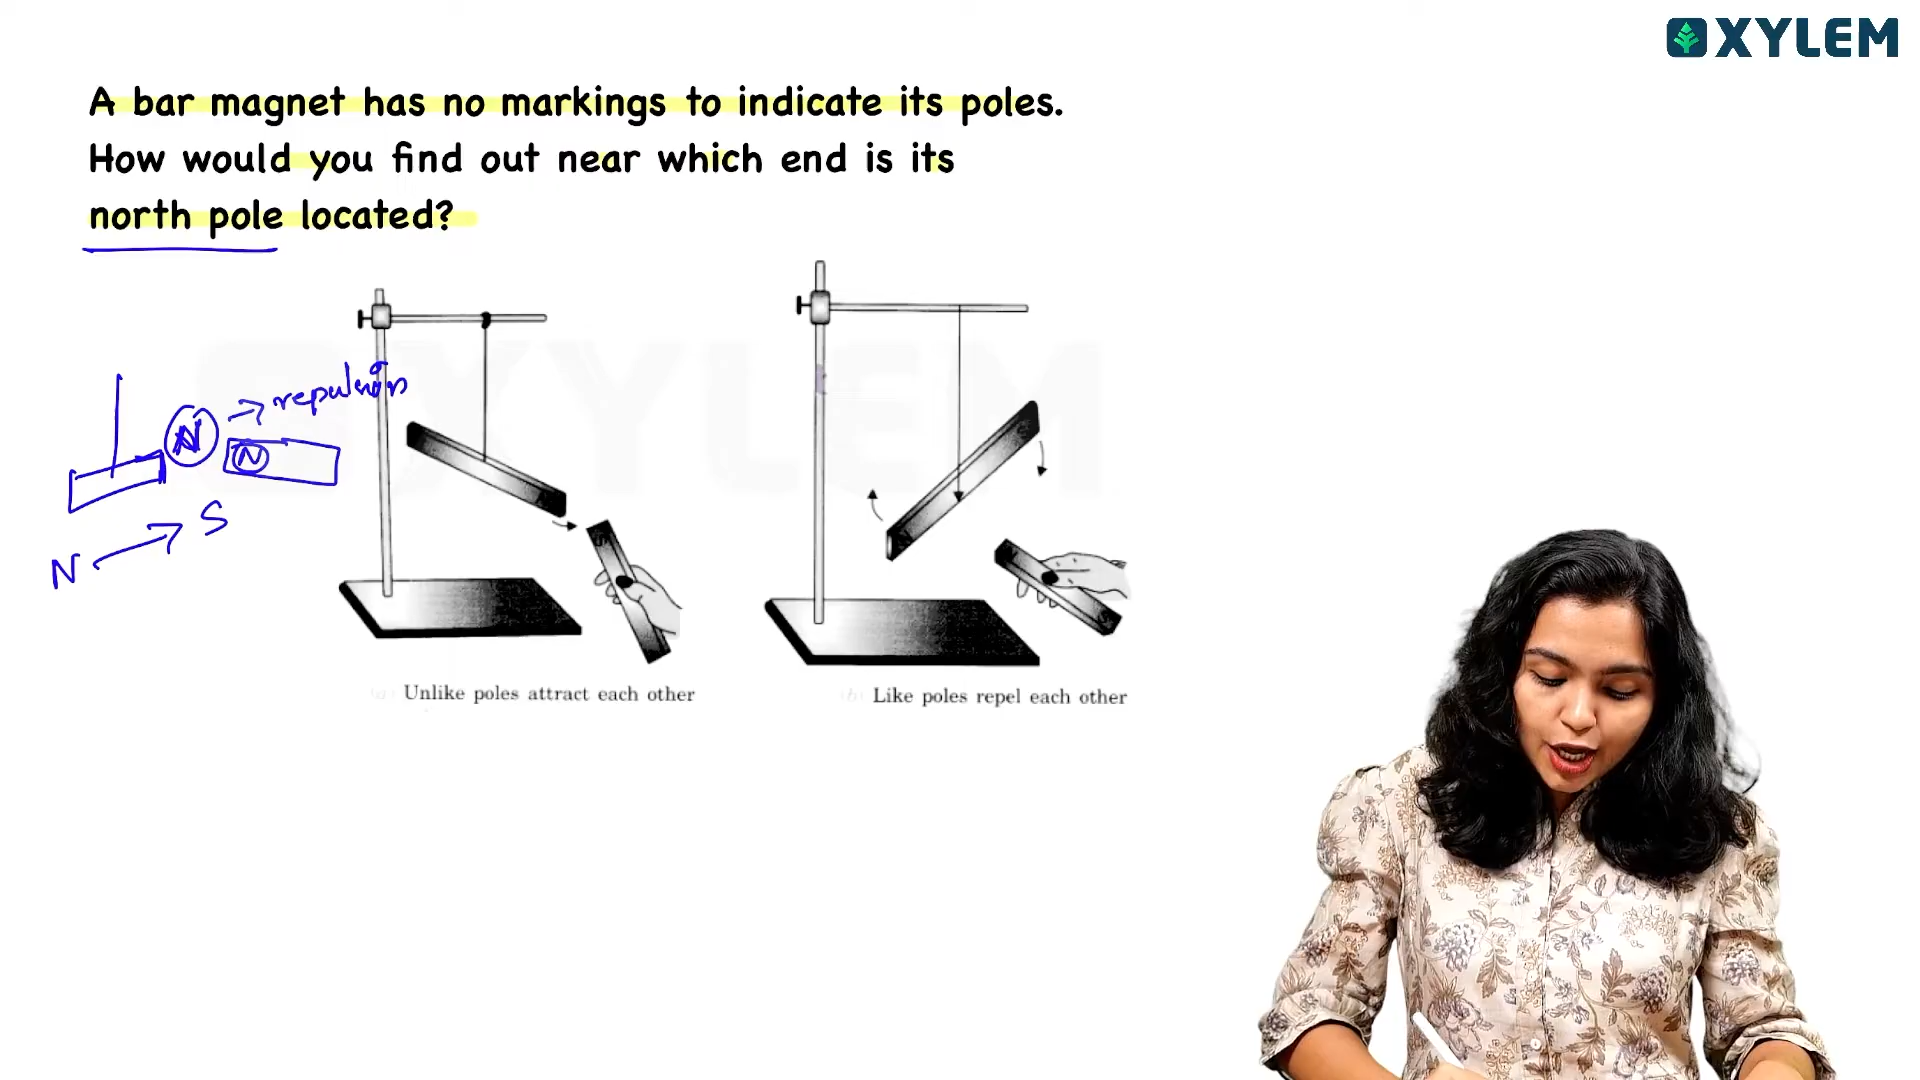 XYLEM
A bar magnet has no markings to indicate its poles.
How would you find out near which end is its
north pole located?
N → repulsion
N
N → S
Unlike poles attract each other
Like poles repel each other
XYLEM